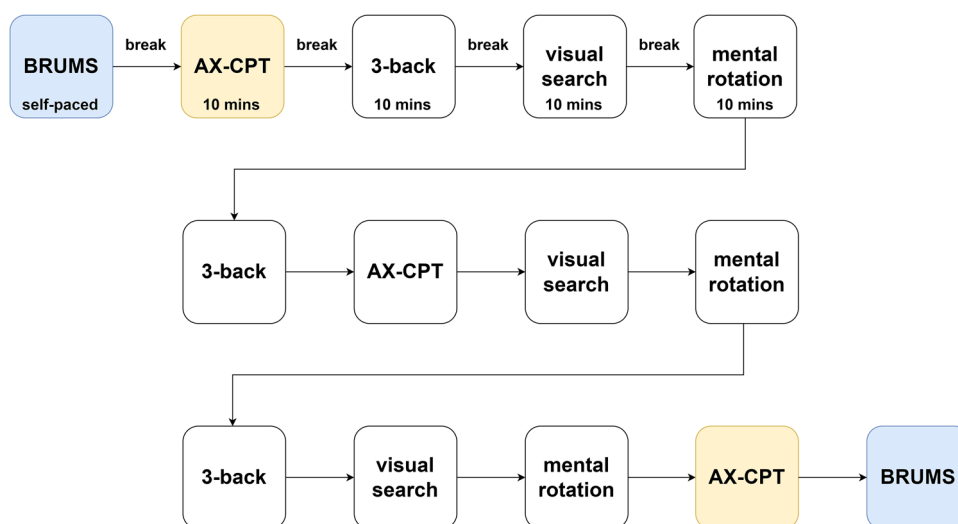 break
break
break
break
BRUMS
self-paced
AX-CPT
10 mins
3-back
10 mins
visual
search
10 mins
mental
rotation
10 mins
3-back
AX-CPT
visual
search
mental
rotation
3-back
visual
search
mental
rotation
AX-CPT
BRUMS